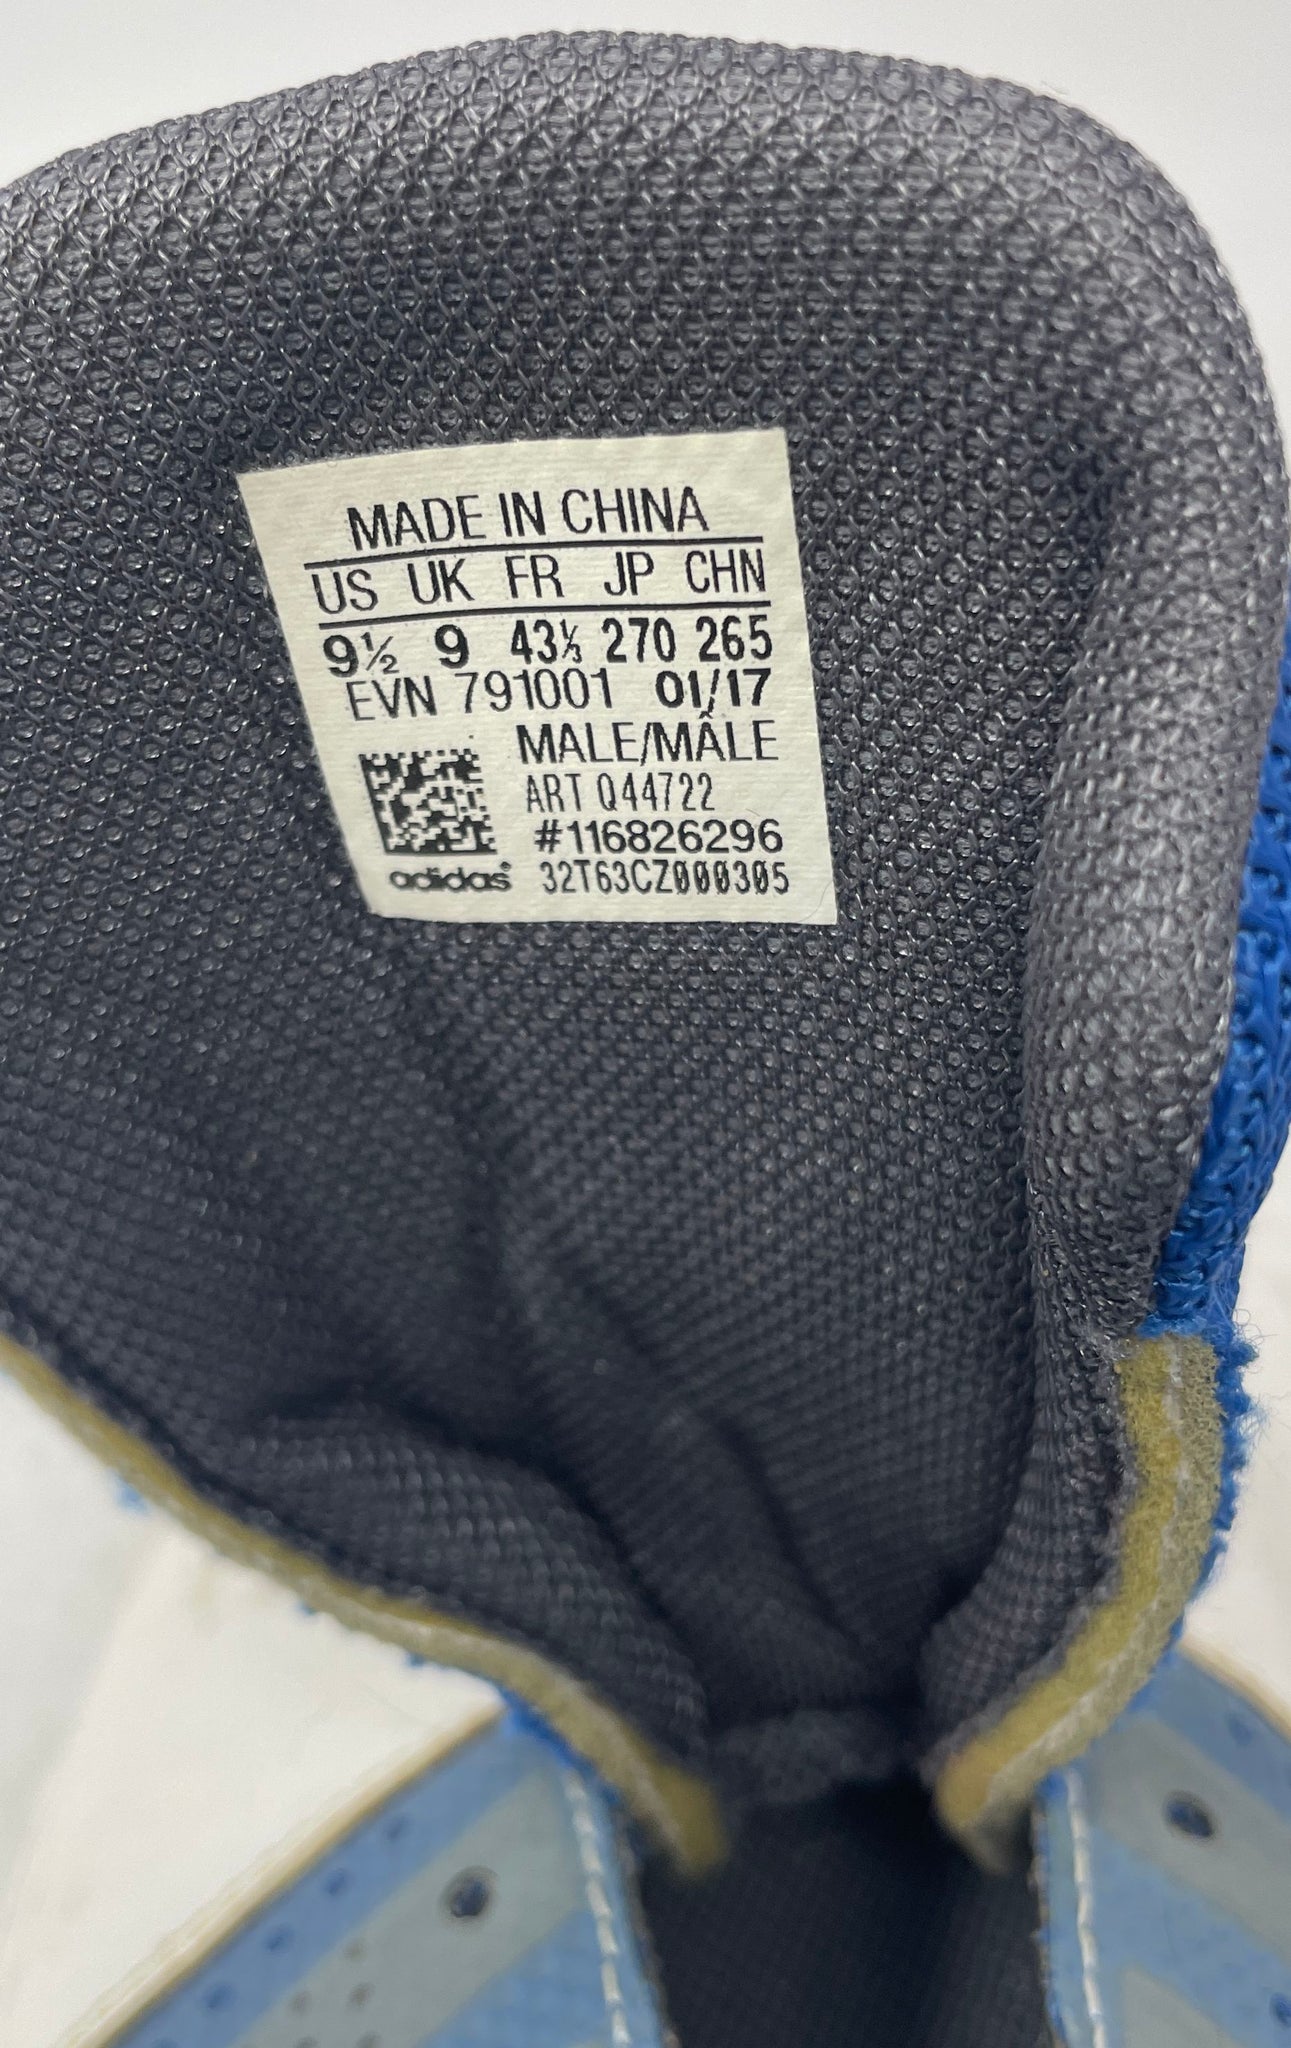 MADE IN CHINA
US UK FR JP CHN
9½ 9 43⅓ 270 265
EVN 791001 01/17
MALE/MÂLE
ART Q44722
#116826296
adidas® 32T63CZ000305